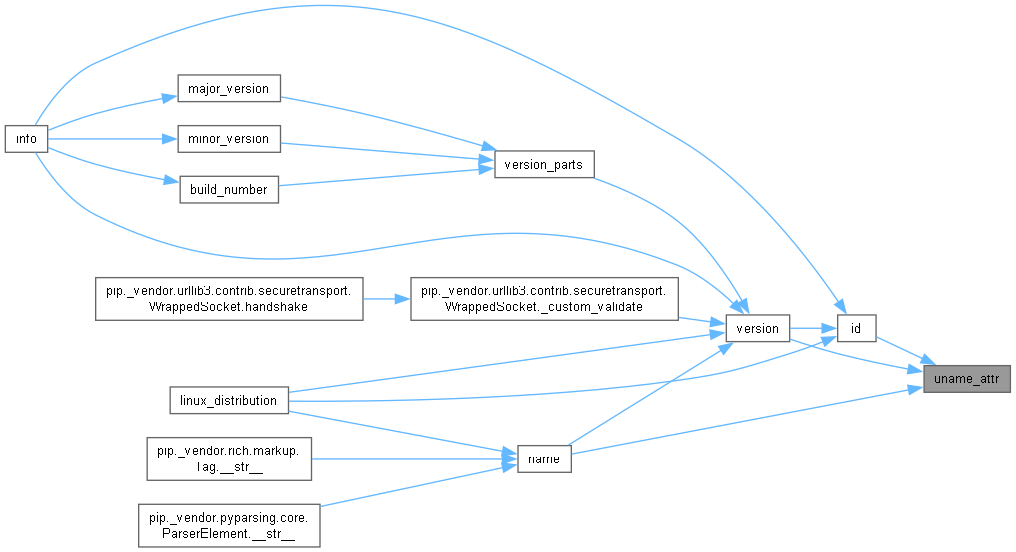 major_version
info
minor_version
version_parts
build_number
pip._vendor.urllib3.contrib.securetransport.
WrappedSocket.handshake
pip._vendor.urllib3.contrib.securetransport.
WrappedSocket._custom_validate
version
id
uname_attr
linux_distribution
pip._vendor.rich.markup.
Tag.__str__
name
pip._vendor.pyparsing.core.
ParserElement.__str__